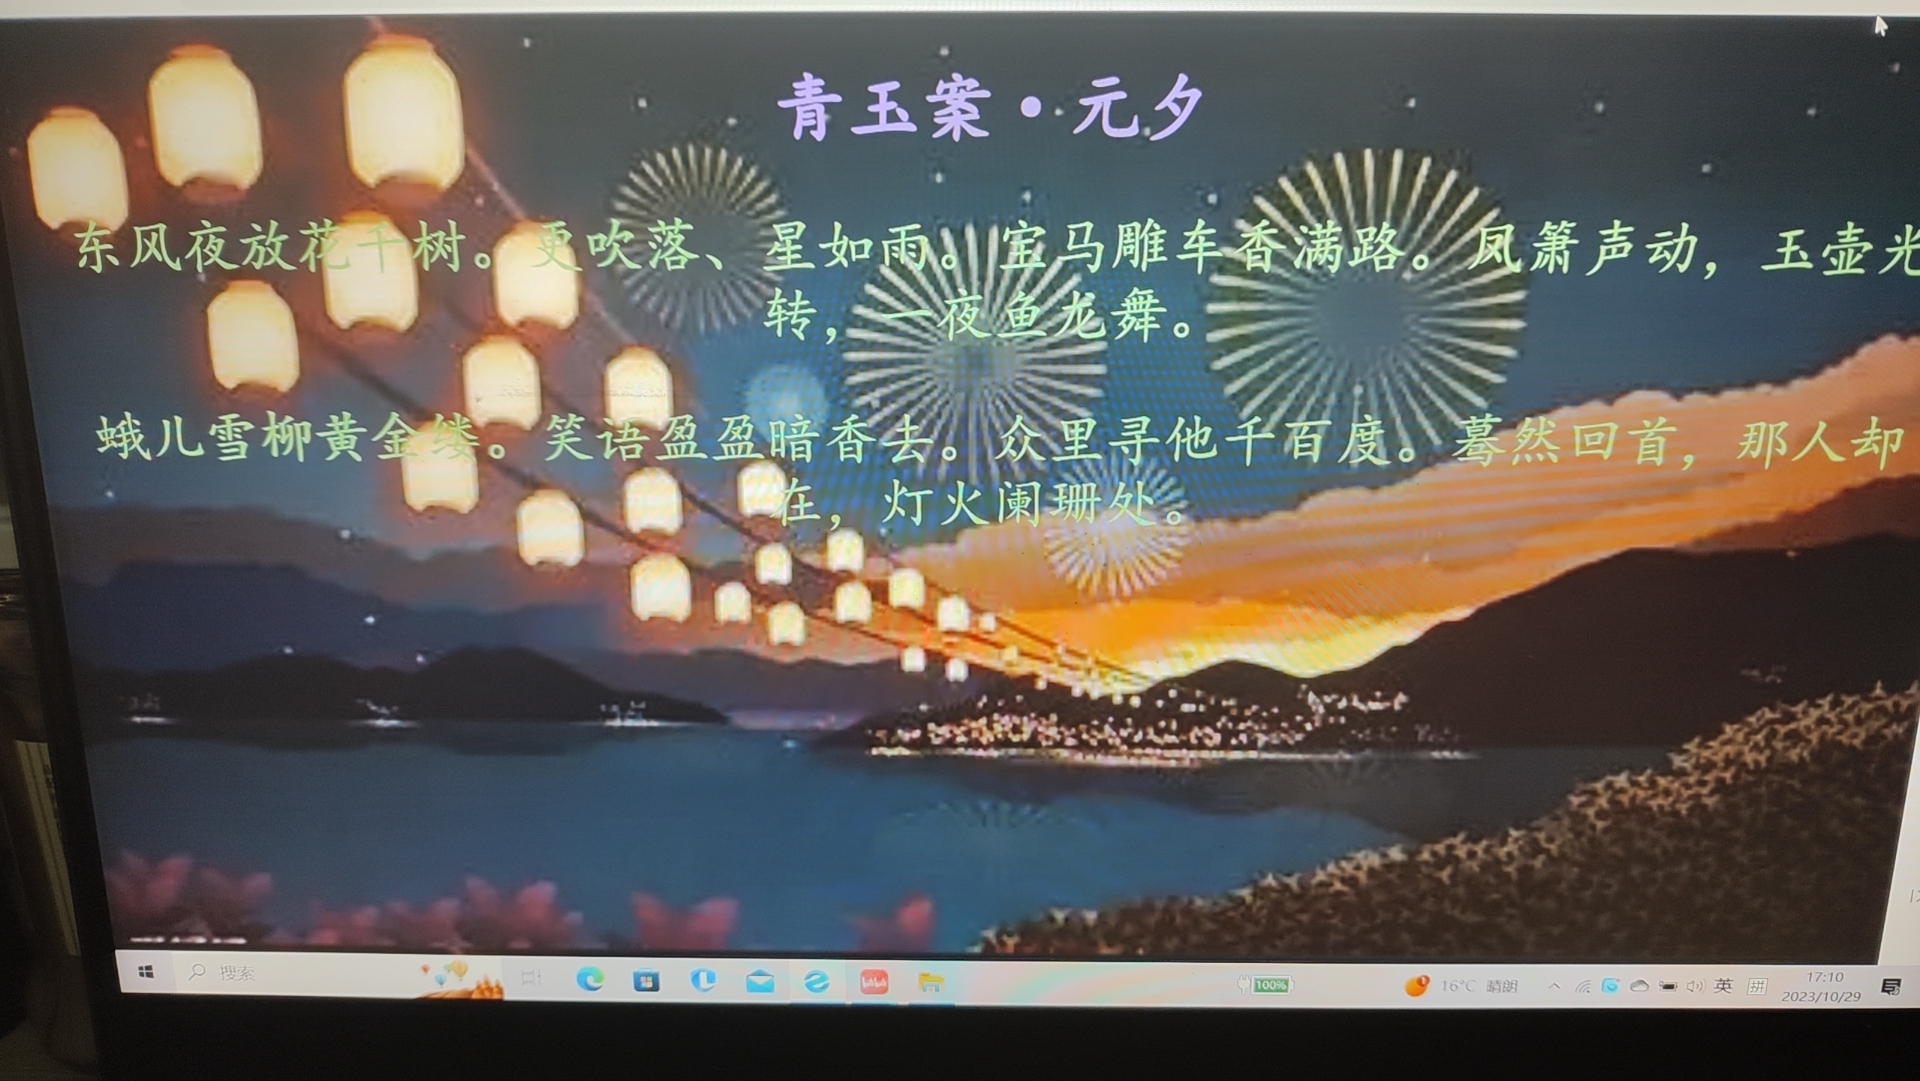 青玉案·元夕
东风夜放花千树。更吹落、星如雨。宝马雕车香满路。凤箫声动，玉壶光
转，一夜鱼龙舞。
蛾儿雪柳黄金缕。笑语盈盈暗香去。众里寻他千百度。蓦然回首，那人却
在，灯火阑珊处。
搜索
100%
16°C 晴朗
英
拼
17:10
2023/10/29